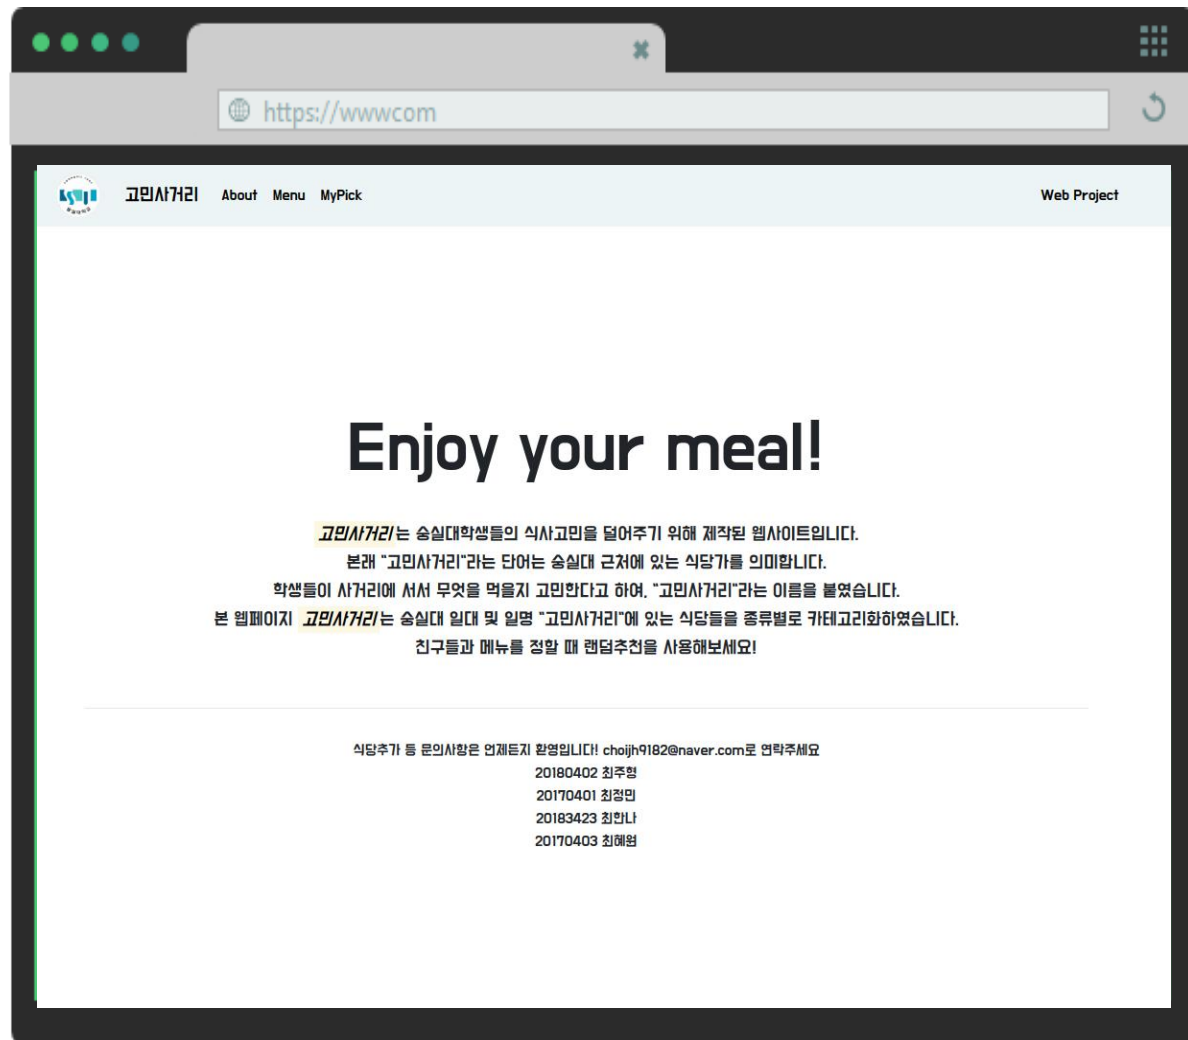 https://wwwcom
고민사거리 About Menu MyPick Web Project
Enjoy your meal!
고민사거리는 숭실대학생들의 식사고민을 덜어주기 위해 제작된 웹사이트입니다.
본래 "고민사거리"라는 단어는 숭실대 근처에 있는 식당가를 의미합니다.
학생들이 사거리에 서서 무엇을 먹을지 고민한다고 하여, "고민사거리"라는 이름을 붙였습니다.
본 웹페이지 고민사거리는 숭실대 일대 및 일명 "고민사거리"에 있는 식당들을 종류별로 카테고리화하였습니다.
친구들과 메뉴를 정할 때 랜덤추천을 사용해보세요!
식당추가 등 문의사항은 언제든지 환영입니다! choijh9182@naver.com로 연락주세요
20180402 최주형
20170401 최정민
20183423 최한나
20170403 최혜원